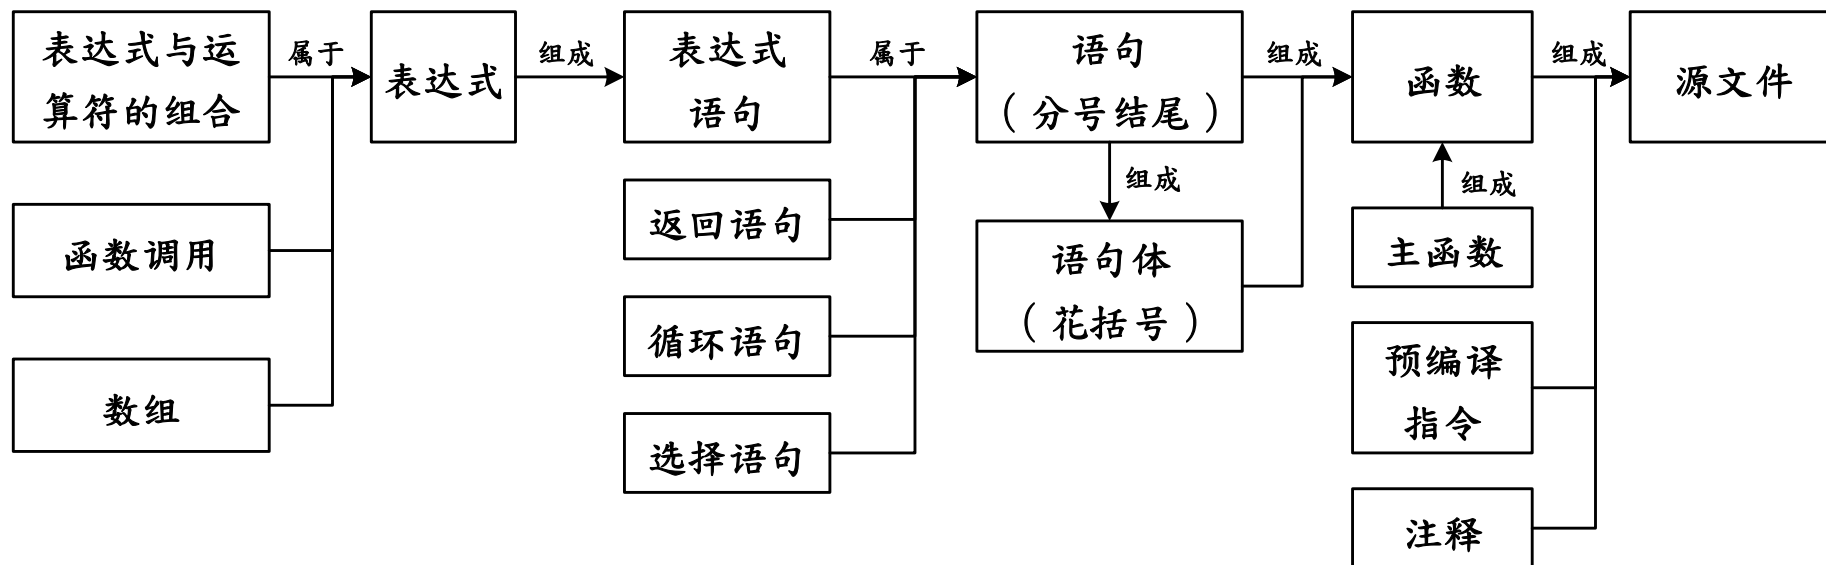 表达式与运
算符的组合
属于
表达式
组成
表达式
语句
属于
语句
（分号结尾）
组成
函数
组成
源文件
函数调用
返回语句
组成
语句体
（花括号）
组成
主函数
数组
循环语句
选择语句
预编译
指令
注释